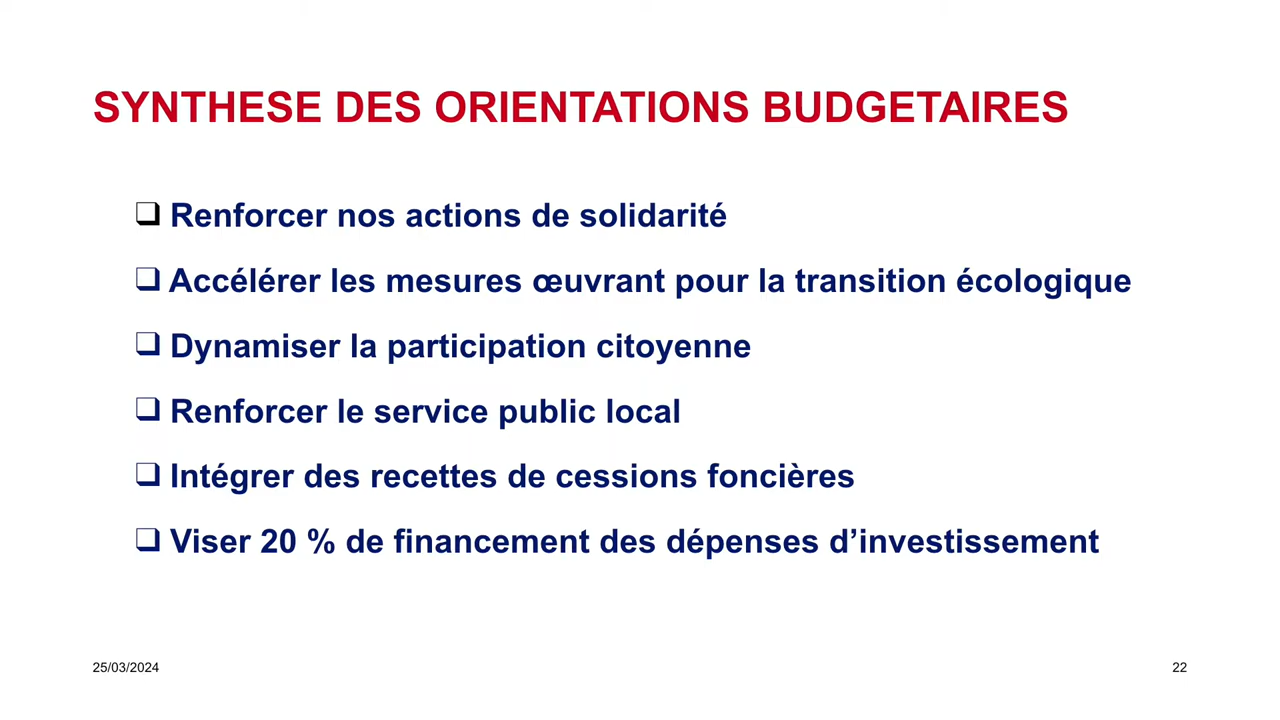 SYNTHESE DES ORIENTATIONS BUDGETAIRES
❑ Renforcer nos actions de solidarité
❑ Accélérer les mesures œuvrant pour la transition écologique
❑ Dynamiser la participation citoyenne
❑ Renforcer le service public local
❑ Intégrer des recettes de cessions foncières
❑ Viser 20 % de financement des dépenses d’investissement
25/03/2024
22